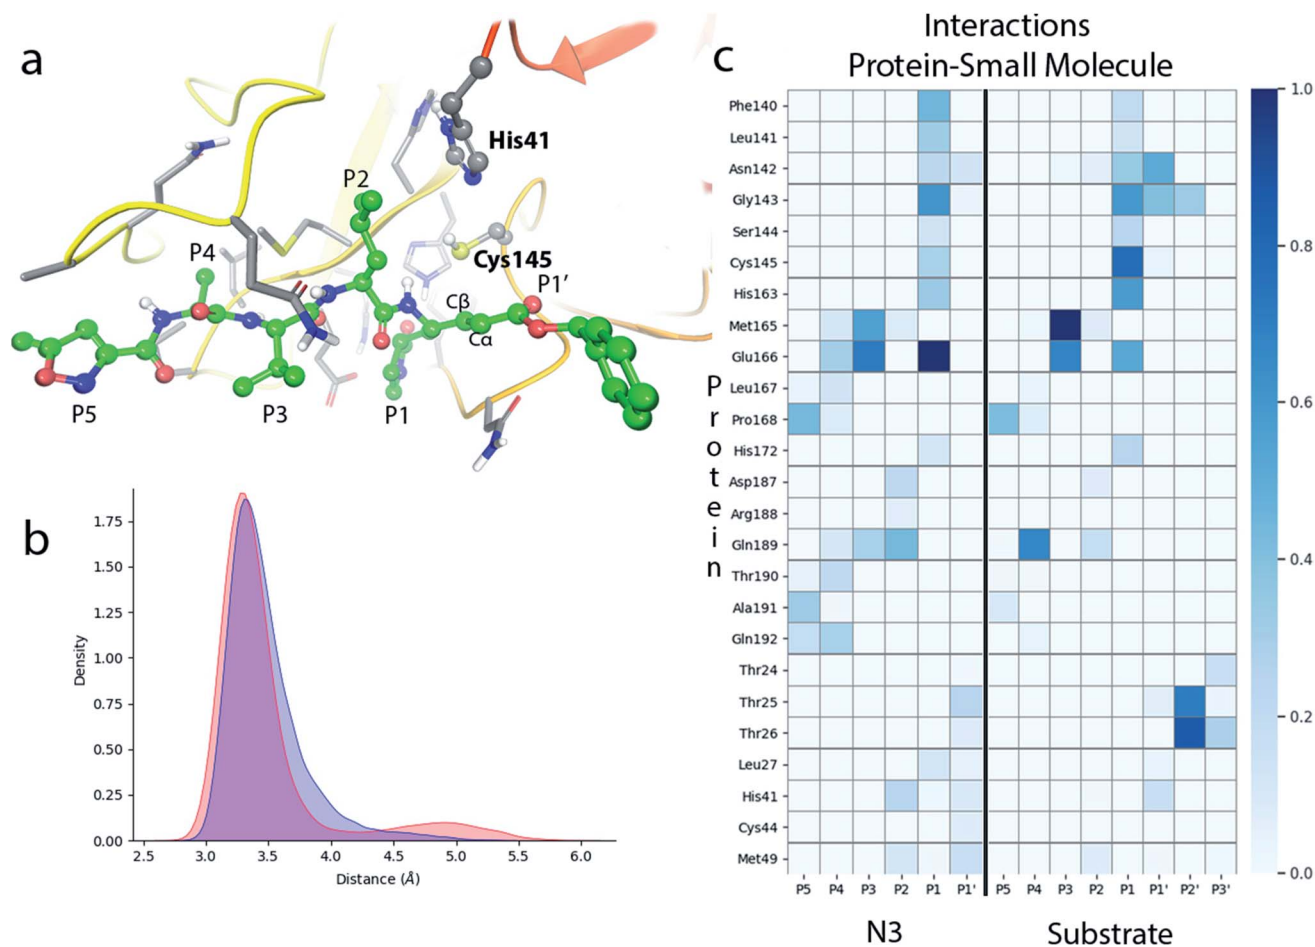 a
His41
P2
Cys145
P4
P1'
Cβ
Cα
P5
P3
P1
b
1.75
1.50
1.25
1.00
0.75
0.50
0.25
0.00
Density
2.5 3.0 3.5 4.0 4.5 5.0 5.5 6.0
Distance (Å)
c
Interactions
Protein-Small Molecule
Protein
Phe140
Leu141
Asn142
Gly143
Ser144
Cys145
His163
Met165
Glu166
Leu167
Pro168
His172
Asp187
Arg188
Gln189
Thr190
Ala191
Gln192
Thr24
Thr25
Thr26
Leu27
His41
Cys44
Met49
P5 P4 P3 P2 P1 P1' P5 P4 P3 P2 P1 P1' P2' P3'
N3 Substrate
1.0
0.8
0.6
0.4
0.2
0.0